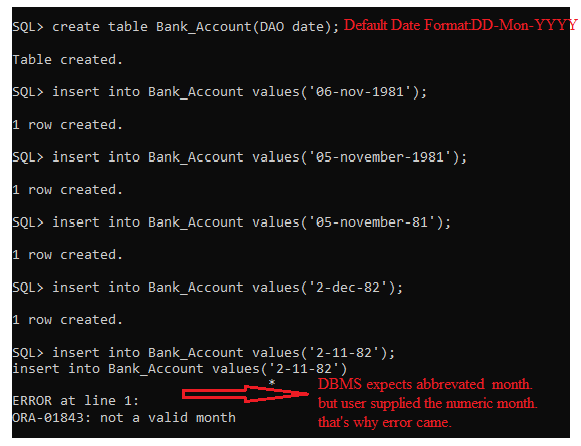 SQL> create table Bank_Account(DAO date); Default Date Format:DD-Mon-YYYY
Table created.
SQL> insert into Bank_Account values('06-nov-1981');
1 row created.
SQL> insert into Bank_Account values('05-november-1981');
1 row created.
SQL> insert into Bank_Account values('05-november-81');
1 row created.
SQL> insert into Bank_Account values('2-dec-82');
1 row created.
SQL> insert into Bank_Account values('2-11-82');
insert into Bank_Account values('2-11-82')
*
ERROR at line 1:
ORA-01843: not a valid month
DBMS expects abbrevated month.
but user supplied the numeric month.
that's why error came.